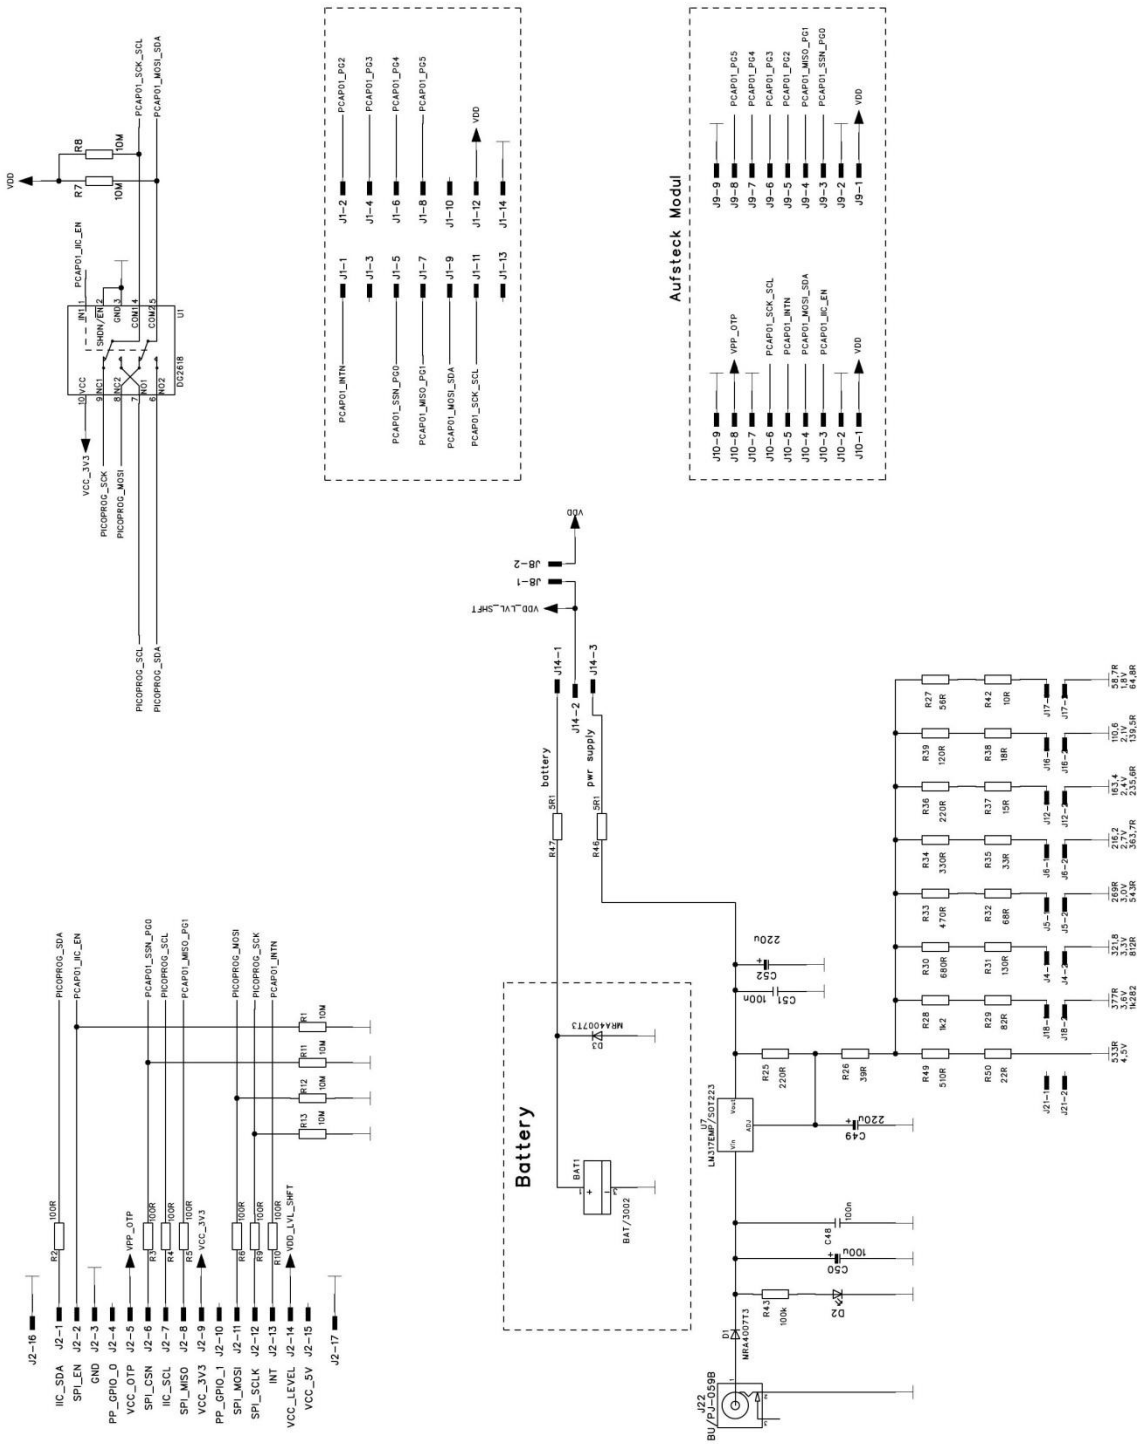 VDD
R8
10M
R7
10M
PCAP01_SCK_SCL
PCAP01_MOSI_SDA
PCAP01_IIC_EN
IN1 1
SHDN/EN 2
GND 3
COM1 4
COM2 5
U1
DG2618
10 VCC
9 NC1
8 NC2
7 NO1
6 NO2
VCC_3V3
PICOPROG_SCK
PICOPROG_MOSI
PICOPROG_SCL
PICOPROG_SDA
PCAP01_INTN
J1-1
J1-2
PCAP01_PG2
J1-3
J1-4
PCAP01_PG3
PCAP01_SSN_PG0
J1-5
J1-6
PCAP01_PG4
PCAP01_MISO_PG1
J1-7
J1-8
PCAP01_PG5
PCAP01_MOSI_SDA
J1-9
J1-10
PCAP01_SCK_SCL
J1-11
J1-12
VDD
J1-13
J1-14
Aufsteck Modul
J10-9
J10-8
VPP_OTP
J10-7
J10-6
PCAP01_SCK_SCL
J10-5
PCAP01_INTN
J10-4
PCAP01_MOSI_SDA
J10-3
PCAP01_IIC_EN
J10-2
J10-1
VDD
J9-9
J9-8
PCAP01_PG5
J9-7
PCAP01_PG4
J9-6
PCAP01_PG3
J9-5
PCAP01_PG2
J9-4
PCAP01_MISO_PG1
J9-3
PCAP01_SSN_PG0
J9-2
J9-1
VDD
J2-16
IIC_SDA
J2-1
R2
100R
PICOPROG_SDA
SPI_EN
J2-2
PCAP01_IIC_EN
GND
J2-3
PP_GPIO_0
J2-4
VCC_OTP
J2-5
VPP_OTP
SPI_CSN
J2-6
R3
100R
PCAP01_SSN_PG0
IIC_SCL
J2-7
R4
100R
PICOPROG_SCL
SPI_MISO
J2-8
R5
100R
PCAP01_MISO_PG1
VCC_3V3
J2-9
VCC_3V3
PP_GPIO_1
J2-10
SPI_MOSI
J2-11
R6
100R
PICOPROG_MOSI
SPI_SCLK
J2-12
R9
100R
PICOPROG_SCK
INT
J2-13
R10
100R
PCAP01_INTN
VCC_LEVEL
J2-14
VDD_LVL_SHFT
VCC_5V
J2-15
J2-17
R1
10M
R11
10M
R12
10M
R13
10M
Battery
BAT1
+
1
-
BAT/3002
D3
MRA4007T3
R47
5R1
battery
J14-1
J14-2
J14-3
R46
5R1
pwr supply
VDD_LVL_SHFT
J8-1
J8-2
VDD
J22
BU/PJ-059B
1
2
3
D1
MRA4007T3
R43
100k
D2
C50
100u
+
C48
100n
U7
LM317EMP/SOT223
Vin
Vout
ADJ
C49
220u
+
R25
220R
R26
39R
C51
100n
C52
220u
+
R49
510R
R50
22R
J21-1
J21-2
533R
4,5V
R28
1k2
R29
82R
J18-1
J18-2
377R
3,6V
1k282
R30
680R
R31
130R
J4-1
J4-2
321,8
3,3V
812R
R33
470R
R32
68R
J5-1
J5-2
269R
3,0V
543R
R34
330R
R35
33R
J6-1
J6-2
216,2
2,7V
363,7R
R36
220R
R37
15R
J12-1
J12-2
163,4
2,4V
235,6R
R39
120R
R38
18R
J16-1
J16-2
110,6
2,1V
139,5R
R27
56R
R42
10R
J17-1
J17-2
58,7R
1,8V
64,8R